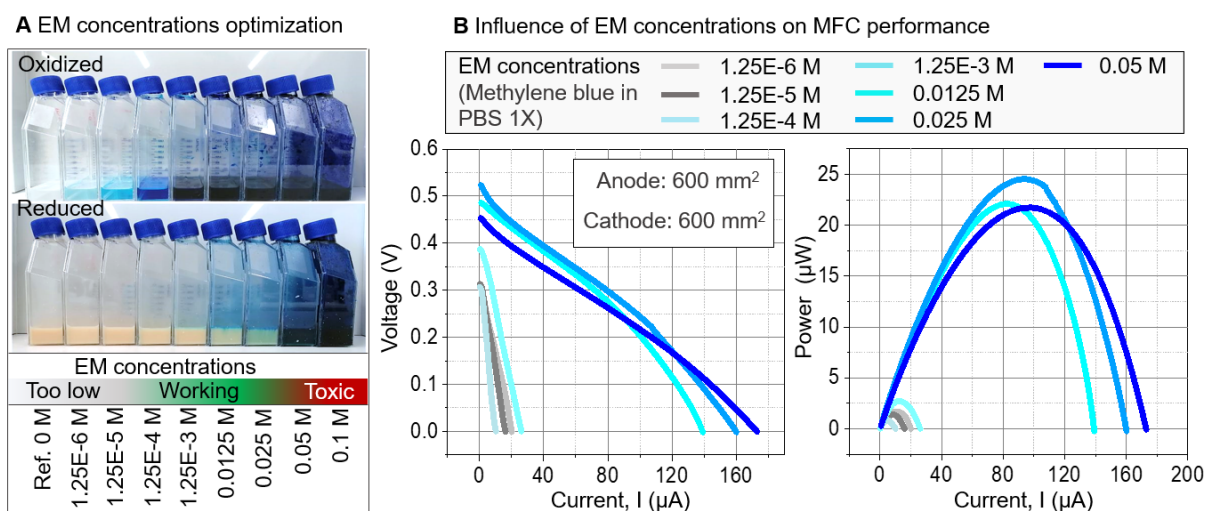 A EM concentrations optimization
Oxidized
Reduced
EM concentrations
Too low Working Toxic
Ref. 0 M
1.25E-6 M
1.25E-5 M
1.25E-4 M
1.25E-3 M
0.0125 M
0.025 M
0.05 M
0.1 M
B Influence of EM concentrations on MFC performance
EM concentrations
(Methylene blue in
PBS 1X)
1.25E-6 M
1.25E-5 M
1.25E-4 M
1.25E-3 M
0.0125 M
0.025 M
0.05 M
Voltage (V)
0.6
0.5
0.4
0.3
0.2
0.1
0.0
Anode: 600 mm²
Cathode: 600 mm²
0 40 80 120 160
Current, I (µA)
Power (µW)
25
20
15
10
5
0
0 40 80 120 160 200
Current, I (µA)